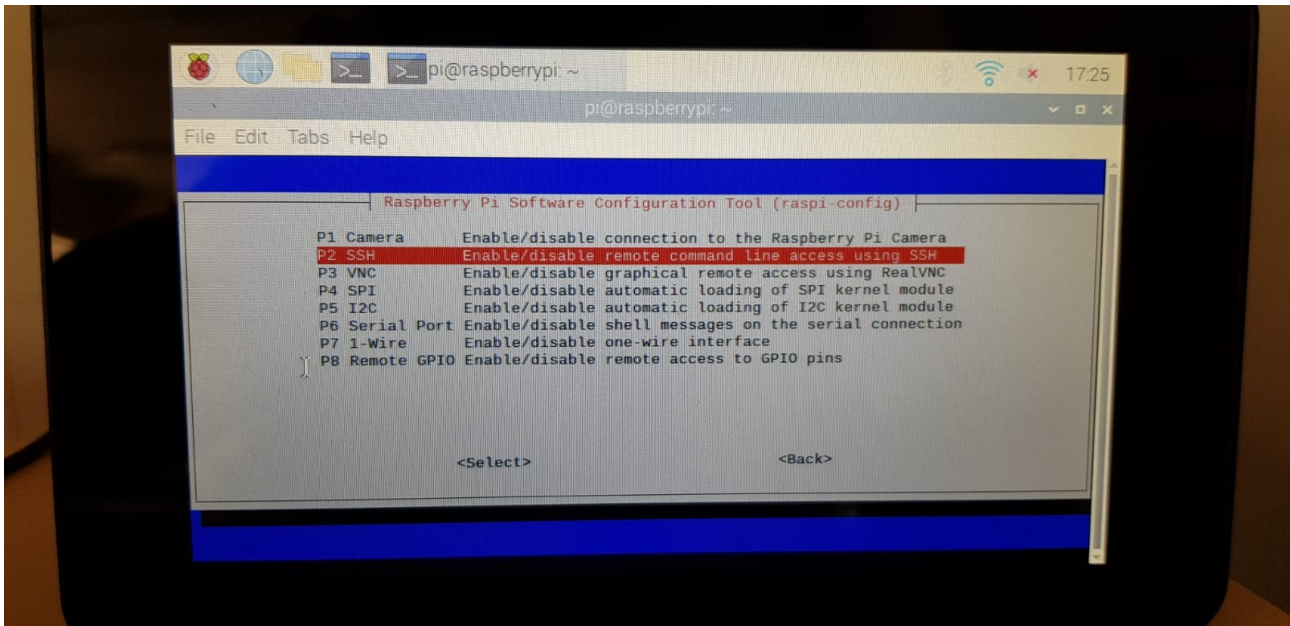 >_ >_ pi@raspberrypi: ~ 17:25
pi@raspberrypi: ~
File Edit Tabs Help
Raspberry Pi Software Configuration Tool (raspi-config)
P1 Camera Enable/disable connection to the Raspberry Pi Camera
P2 SSH Enable/disable remote command line access using SSH
P3 VNC Enable/disable graphical remote access using RealVNC
P4 SPI Enable/disable automatic loading of SPI kernel module
P5 I2C Enable/disable automatic loading of I2C kernel module
P6 Serial Port Enable/disable shell messages on the serial connection
P7 1-Wire Enable/disable one-wire interface
P8 Remote GPIO Enable/disable remote access to GPIO pins
<Select> <Back>